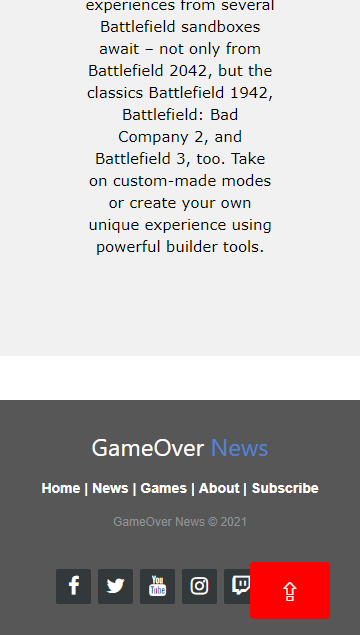 experiences from several
Battlefield sandboxes
await – not only from
Battlefield 2042, but the
classics Battlefield 1942,
Battlefield: Bad
Company 2, and
Battlefield 3, too. Take
on custom-made modes
or create your own
unique experience using
powerful builder tools.
GameOver News
Home | News | Games | About | Subscribe
GameOver News © 2021
You Tube